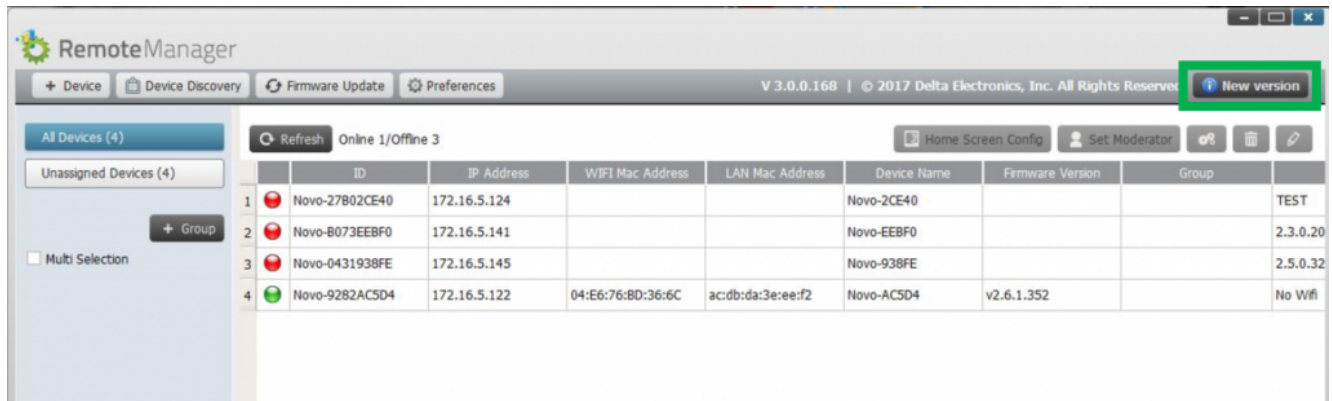 RemoteManager
+ Device Device Discovery Firmware Update Preferences V 3.0.0.168 | © 2017 Delta Electronics, Inc. All Rights Reserved New version
All Devices (4) Refresh Online 1/Offline 3 Home Screen Config Set Moderator
Unassigned Devices (4)
ID IP Address WIFI Mac Address LAN Mac Address Device Name Firmware Version Group
1 Novo-27B02CE40 172.16.5.124 Novo-2CE40 TEST
+ Group
2 Novo-B073EEBF0 172.16.5.141 Novo-EEBF0 2.3.0.20
Multi Selection
3 Novo-0431938FE 172.16.5.145 Novo-938FE 2.5.0.32
4 Novo-9282AC5D4 172.16.5.122 04:E6:76:BD:36:6C ac:db:da:3e:ee:f2 Novo-AC5D4 v2.6.1.352 No Wifi